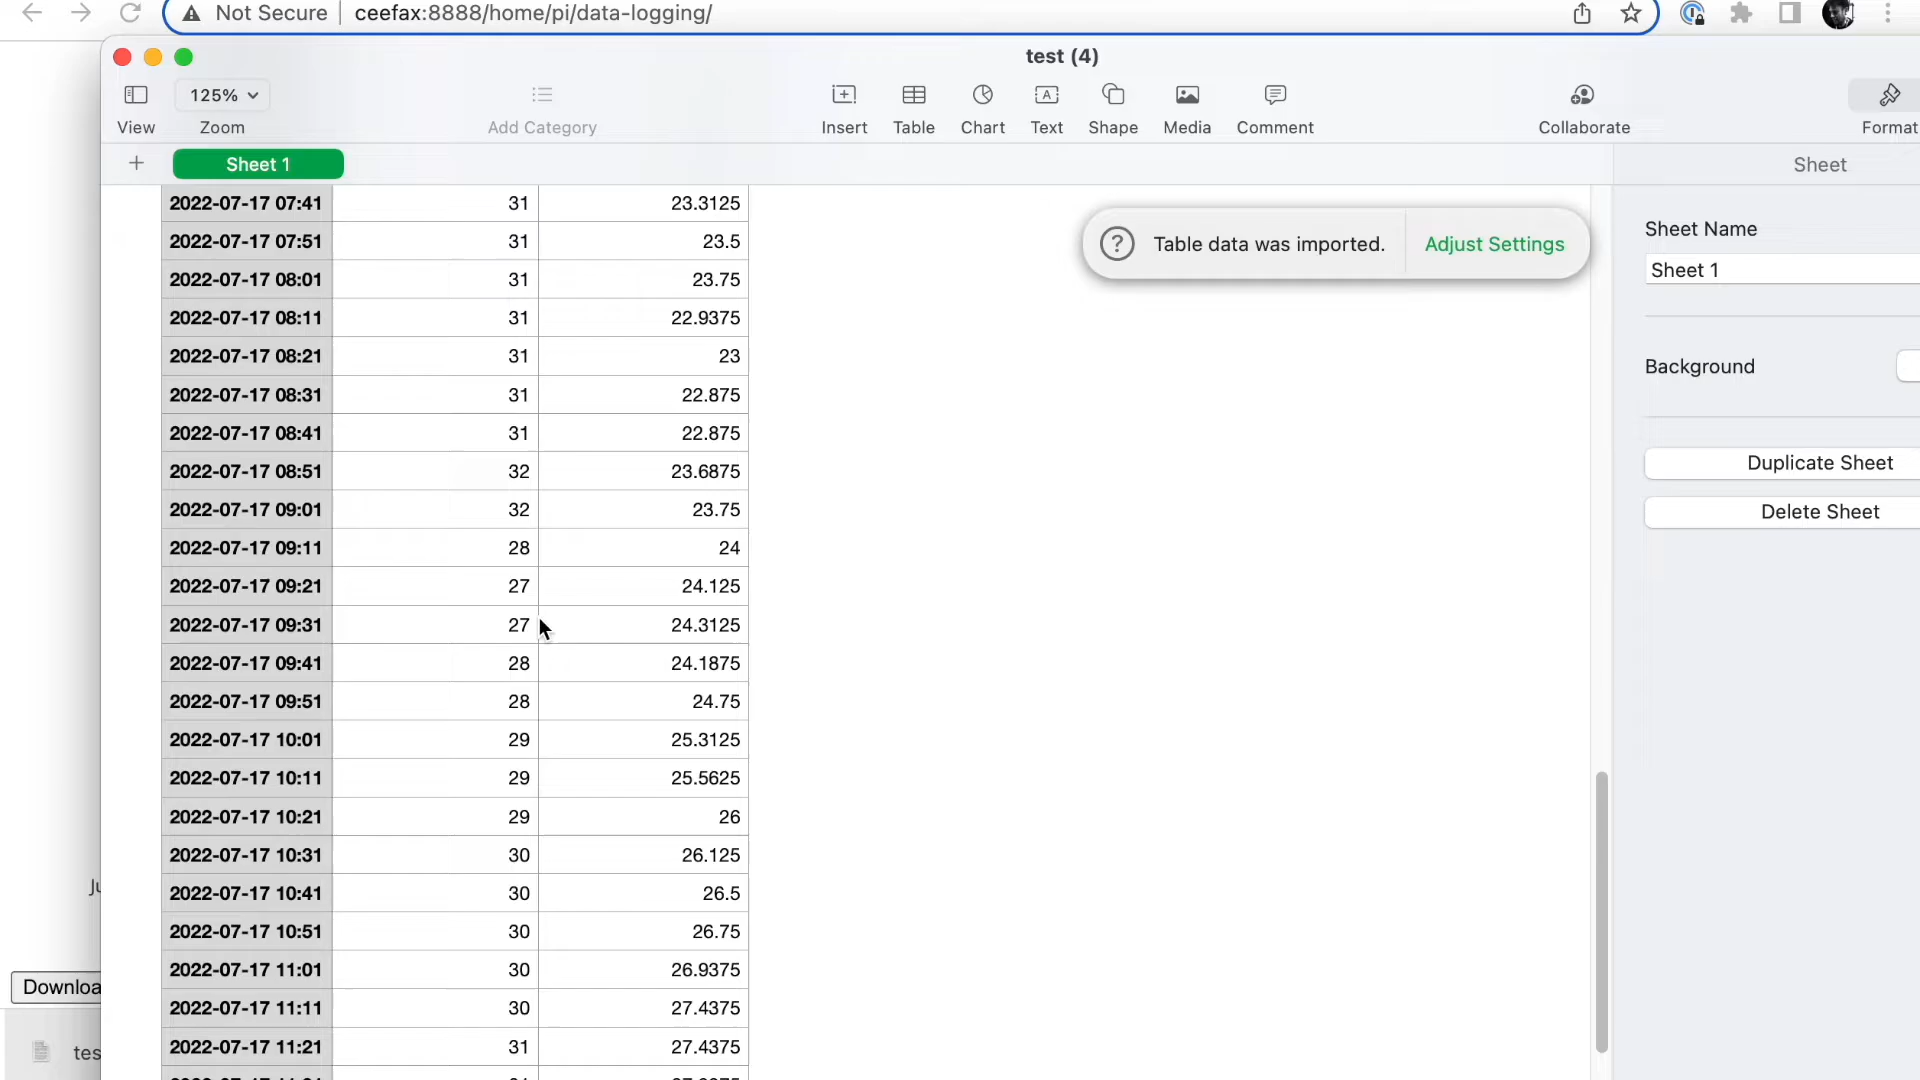 Not Secure ceefax:8888/home/pi/data-logging/
test (4)
125%
View Zoom Add Category Insert Table Chart Text Shape Media Comment Collaborate Format
Sheet 1 Sheet
2022-07-17 07:41 31 23.3125
2022-07-17 07:51 31 23.5
2022-07-17 08:01 31 23.75
2022-07-17 08:11 31 22.9375
2022-07-17 08:21 31 23
2022-07-17 08:31 31 22.875
2022-07-17 08:41 31 22.875
2022-07-17 08:51 32 23.6875
2022-07-17 09:01 32 23.75
2022-07-17 09:11 28 24
2022-07-17 09:21 27 24.125
2022-07-17 09:31 27 24.3125
2022-07-17 09:41 28 24.1875
2022-07-17 09:51 28 24.75
2022-07-17 10:01 29 25.3125
2022-07-17 10:11 29 25.5625
2022-07-17 10:21 29 26
2022-07-17 10:31 30 26.125
2022-07-17 10:41 30 26.5
2022-07-17 10:51 30 26.75
2022-07-17 11:01 30 26.9375
2022-07-17 11:11 30 27.4375
2022-07-17 11:21 31 27.4375
? Table data was imported. Adjust Settings
Sheet Name
Sheet 1
Background
Duplicate Sheet
Delete Sheet
Ju
Downloa
tes